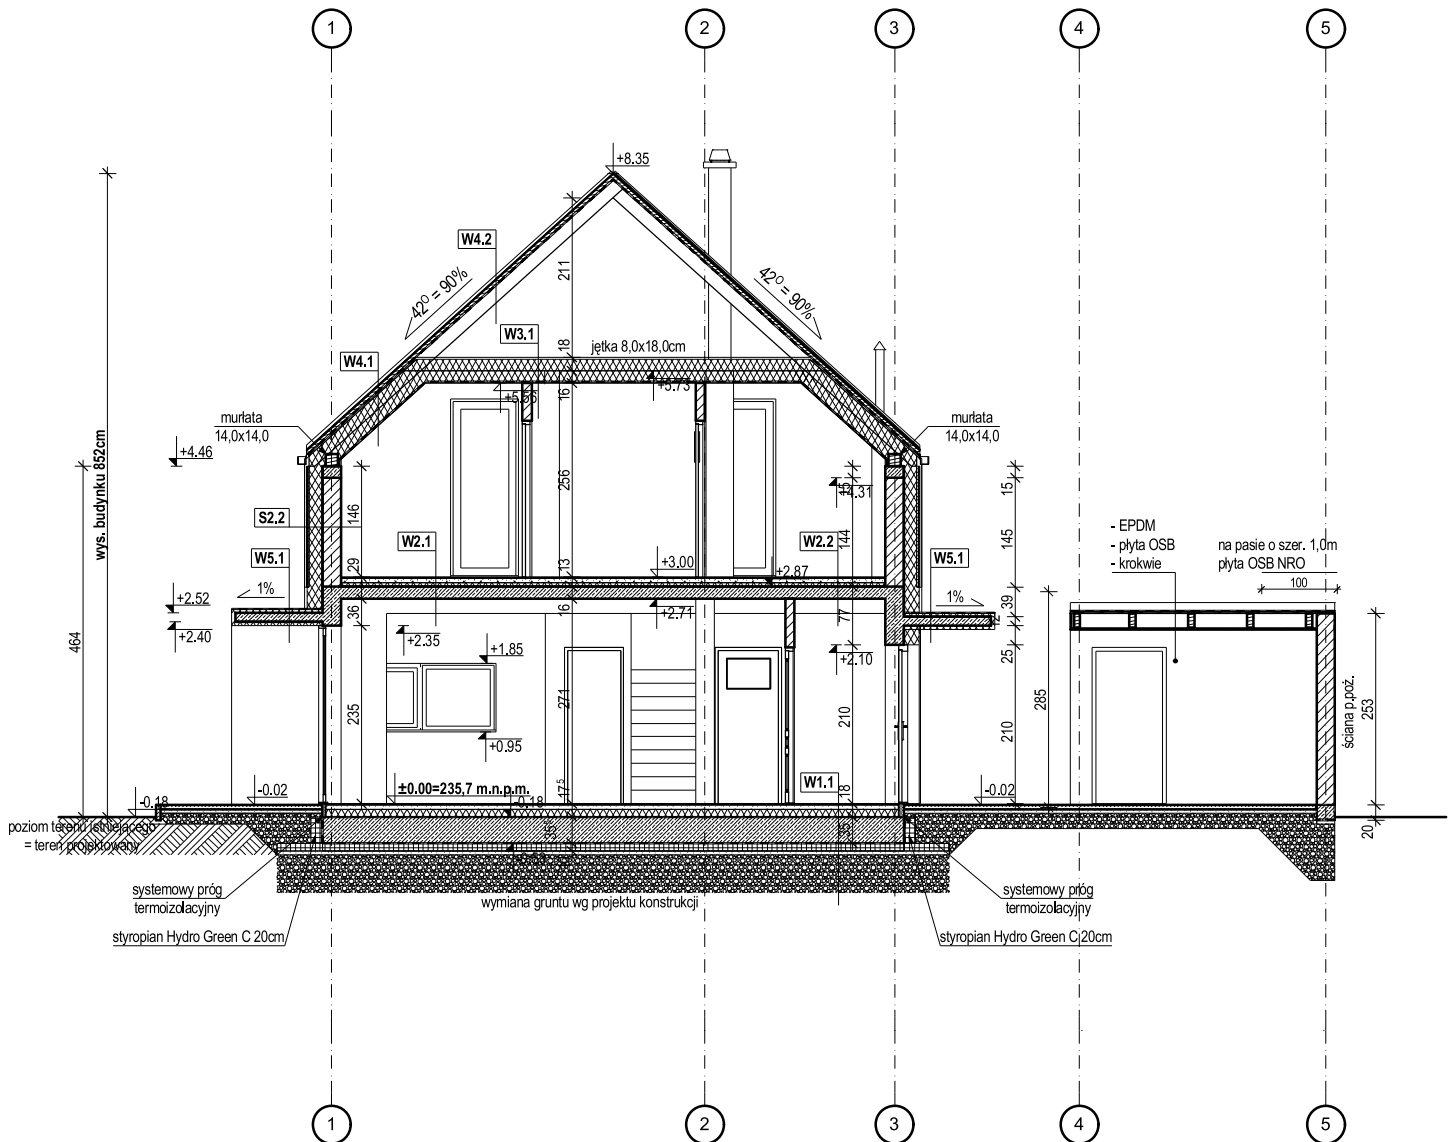 1 2 3 4 5
+8.35
W4.2
211
42° = 90%
42° = 90%
W3.1
jętka 8,0x18,0cm
18
W4.1
+5.73
+5.56
16
murłata
14,0x14,0
murłata
14,0x14,0
+4.46
+4.31
15
15
wys. budynku 852cm
256
S2.2
146
W2.1
W2.2
144
145
- EPDM
- płyta OSB
- krokwie
na pasie o szer. 1,0m
płyta OSB NRO
100
W5.1
W5.1
29
13
+3.00
+2.87
1%
1%
+2.52
36
16
+2.71
77
39
12
+2.40
+2.35
+2.10
25
464
+1.85
235
271
210
210
285
253
ściana p.poż.
+0.95
W1.1
±0.00=235,7 m.n.p.m.
17⁵
18
-0.02
-0.02
-0.18
-0.18
poziom terenu istniejącego
= teren projektowany
35
20
systemowy próg
termoizolacyjny
systemowy próg
termoizolacyjny
wymiana gruntu wg projektu konstrukcji
styropian Hydro Green C 20cm
styropian Hydro Green C 20cm
1 2 3 4 5